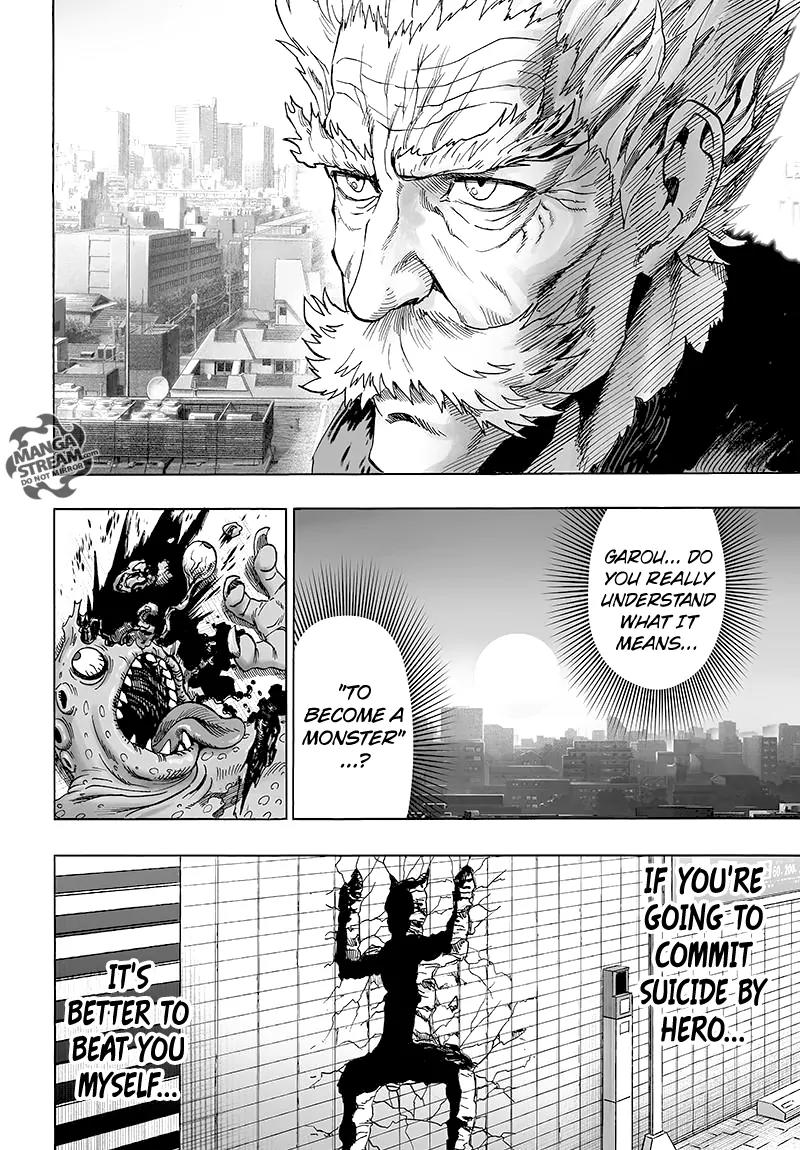 MANGA
STREAM.com
DO NOT MIRROR
GAROU... DO
YOU REALLY
UNDERSTAND
WHAT IT
MEANS...
"TO
BECOME A
MONSTER"
...?
IF YOU'RE
GOING TO
COMMIT
SUICIDE BY
HERO...
IT'S
BETTER TO
BEAT YOU
MYSELF...